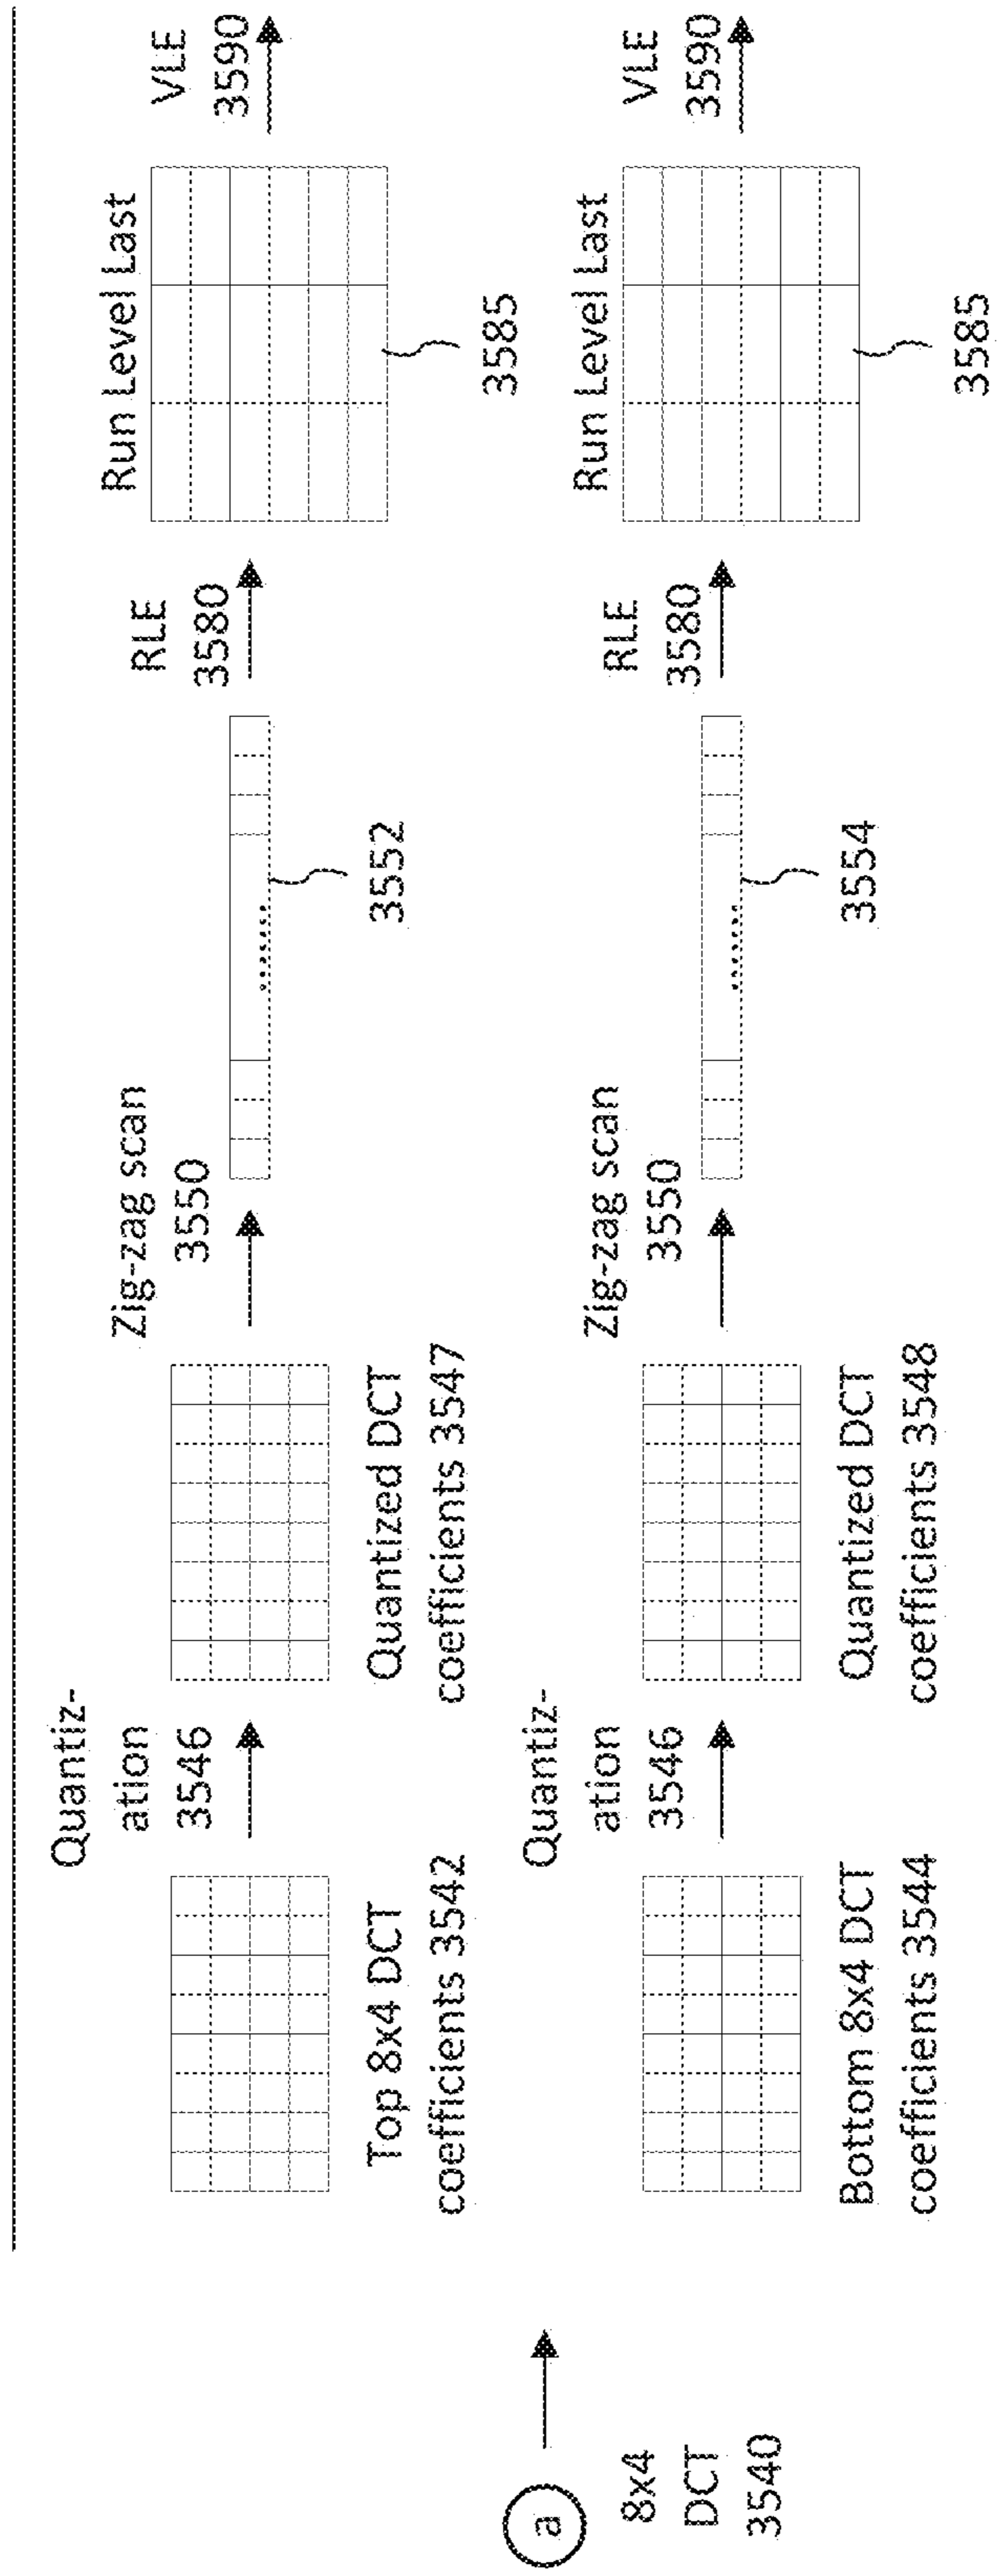 a
8x4
DCT
3540
Top 8x4 DCT
coefficients 3542
Quantiz-
ation
3546
Quantized DCT
coefficients 3547
Zig-zag scan
3550
3552
RLE
3580
Run Level Last
3585
VLE
3590
Bottom 8x4 DCT
coefficients 3544
Quantiz-
ation
3546
Quantized DCT
coefficients 3548
Zig-zag scan
3550
3554
RLE
3580
Run Level Last
3585
VLE
3590